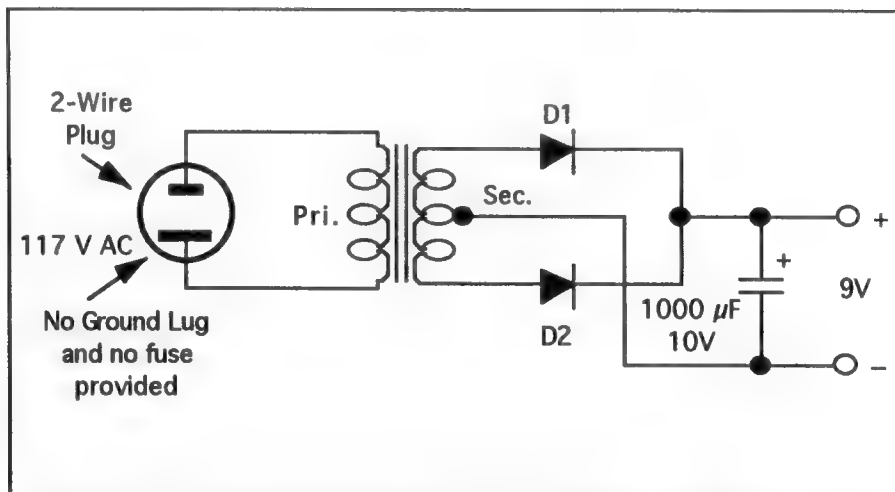 2-Wire
Plug
117 V AC
No Ground Lug
and no fuse
provided
Pri.
Sec.
D1
D2
1000 µF
10V
+
+
9V
−